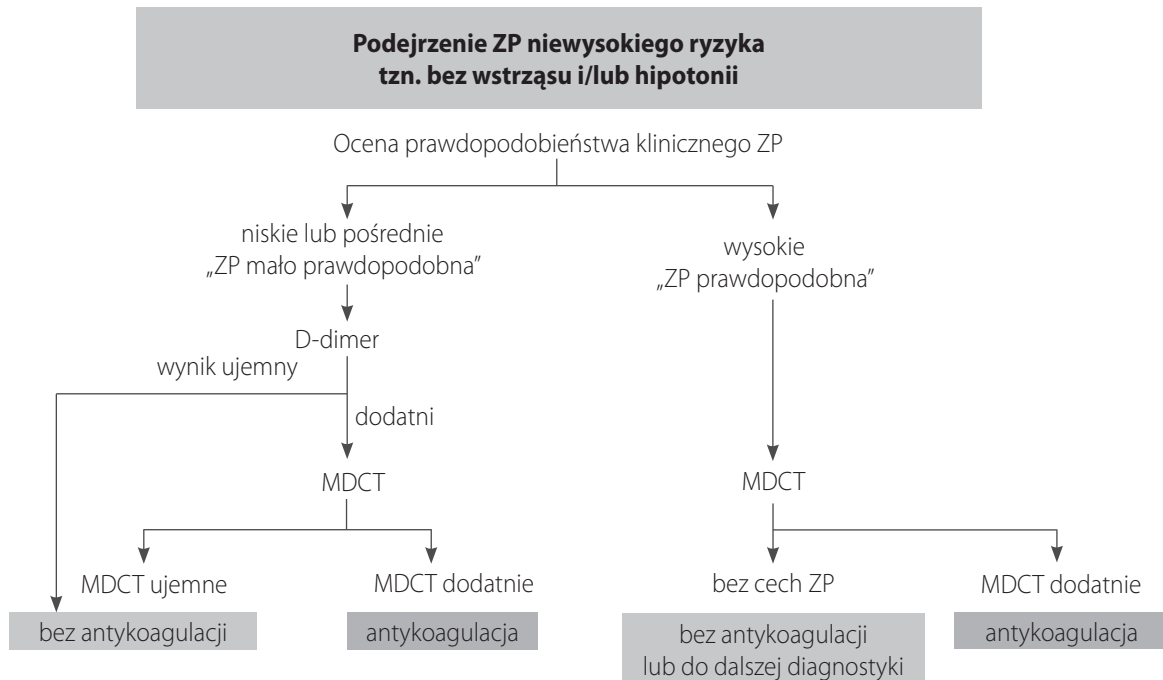 Podejrzenie ZP niewysokiego ryzyka
tzn. bez wstrząsu i/lub hipotonii
Ocena prawdopodobieństwa klinicznego ZP
niskie lub pośrednie
„ZP mało prawdopodobna”
wysokie
„ZP prawdopodobna”
D-dimer
wynik ujemny
dodatni
MDCT
MDCT
MDCT ujemne
MDCT dodatnie
bez cech ZP
MDCT dodatnie
bez antykoagulacji
antykoagulacja
bez antykoagulacji
lub do dalszej diagnostyki
antykoagulacja